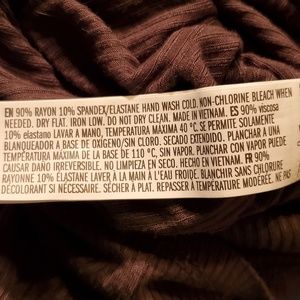 EN 90% RAYON 10% SPANDEX/ELASTANE HAND WASH COLD. NON-CHLORINE BLEACH WHEN
NEEDED. DRY FLAT. IRON LOW. DO NOT DRY CLEAN. MADE IN VIETNAM. ES 90% viscosa
10% elastano LAVAR A MANO, TEMPERATURA MÁXIMA 40 °C. SE PERMITE SOLAMENTE
BLANQUEADOR A BASE DE OXÍGENO/SIN CLORO. SECADO EXTENDIDO. PLANCHAR A UNA
TEMPERATURA MÁXIMA DE LA BASE DE 110 °C, SIN VAPOR. PLANCHAR CON VAPOR PUEDE
CAUSAR DAÑO IRREVERSIBLE. NO LIMPIEZA EN SECO. HECHO EN VIETNAM. FR 90%
RAYONNE 10% ÉLASTANE LAVER À LA MAIN À L'EAU FROIDE. BLANCHIR SANS CHLORURE
DÉCOLORANT SI NÉCESSAIRE. SÉCHER À PLAT. REPASSER À TEMPÉRATURE MODÉRÉE. NE PAS